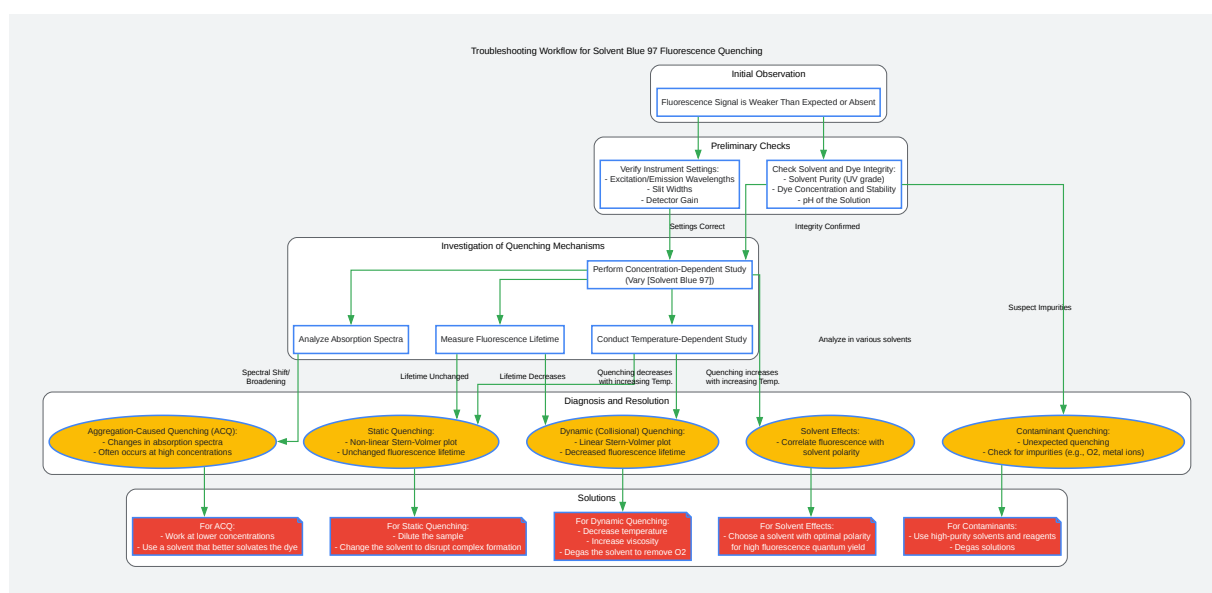 Troubleshooting Workflow for Solvent Blue 97 Fluorescence Quenching
Initial Observation
Fluorescence Signal is Weaker Than Expected or Absent
Preliminary Checks
Verify Instrument Settings:
- Excitation/Emission Wavelengths
- Slit Widths
- Detector Gain
Check Solvent and Dye Integrity:
- Solvent Purity (UV grade)
- Dye Concentration and Stability
- pH of the Solution
Settings Correct
Integrity Confirmed
Investigation of Quenching Mechanisms
Perform Concentration-Dependent Study
(Vary [Solvent Blue 97])
Suspect Impurities
Analyze Absorption Spectra
Measure Fluorescence Lifetime
Conduct Temperature-Dependent Study
Analyze in various solvents
Spectral Shift/
Broadening
Lifetime Unchanged
Lifetime Decreases
Quenching decreases
with increasing Temp.
Quenching increases
with increasing Temp.
Diagnosis and Resolution
Aggregation-Caused Quenching (ACQ):
- Changes in absorption spectra
- Often occurs at high concentrations
Static Quenching:
- Non-linear Stern-Volmer plot
- Unchanged fluorescence lifetime
Dynamic (Collisional) Quenching:
- Linear Stern-Volmer plot
- Decreased fluorescence lifetime
Solvent Effects:
- Correlate fluorescence with
solvent polarity
Contaminant Quenching:
- Unexpected quenching
- Check for impurities (e.g., O2, metal ions)
Solutions
For ACQ:
- Work at lower concentrations
- Use a solvent that better solvates the dye
For Static Quenching:
- Dilute the sample
- Change the solvent to disrupt complex formation
For Dynamic Quenching:
- Decrease temperature
- Increase viscosity
- Degas the solvent to remove O2
For Solvent Effects:
- Choose a solvent with optimal polarity
for high fluorescence quantum yield
For Contaminants:
- Use high-purity solvents and reagents
- Degas solutions